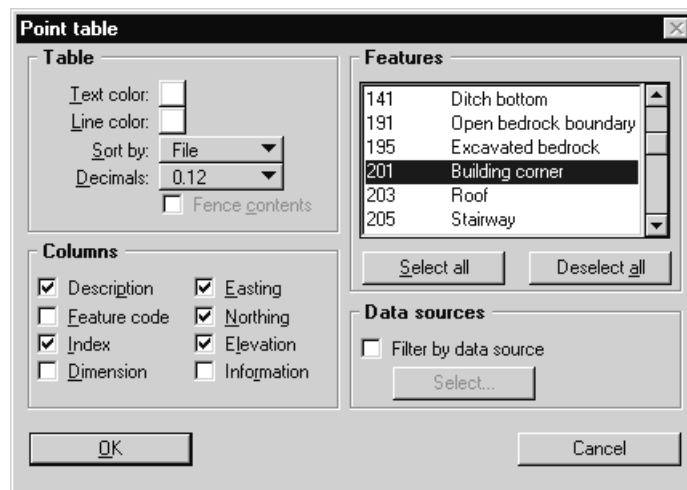 Point table
Table
Text color:
Line color:
Sort by: File
Decimals: 0.12
Fence contents
Columns
Description
Easting
Feature code
Northing
Index
Elevation
Dimension
Information
Features
141 Ditch bottom
191 Open bedrock boundary
195 Excavated bedrock
201 Building corner
203 Roof
205 Stairway
Select all
Deselect all
Data sources
Filter by data source
Select...
OK
Cancel